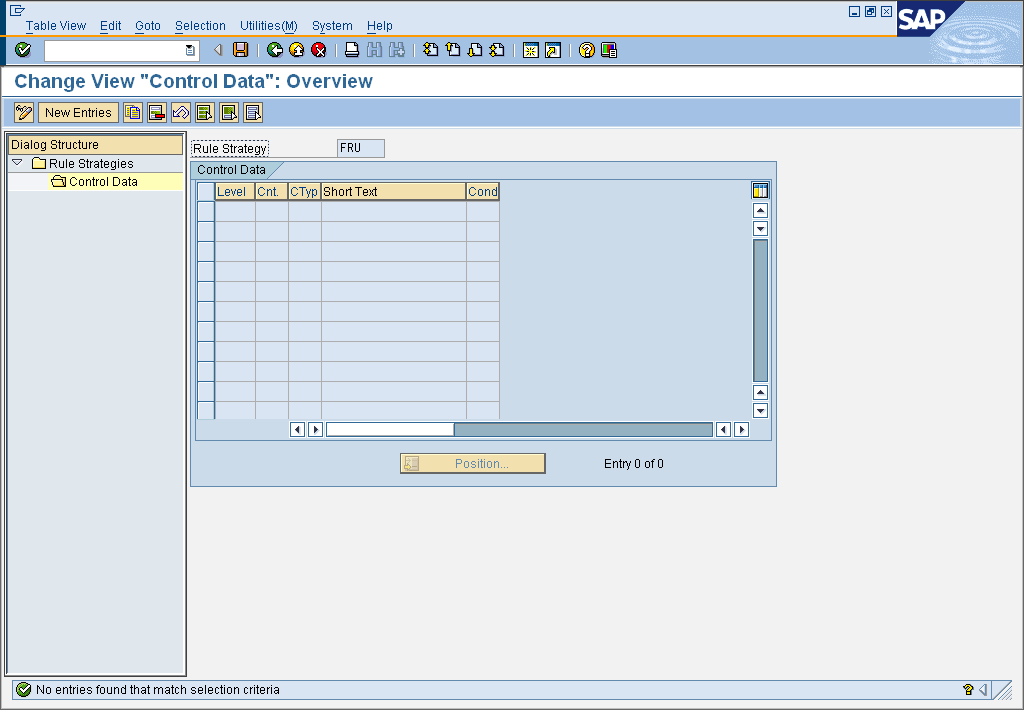 Table View Edit Goto Selection Utilities(M) System Help
SAP
Change View "Control Data": Overview
New Entries
Dialog Structure
Rule Strategies
Control Data
Rule Strategy FRU
Control Data
Level Cnt. CTyp Short Text Cond
Position... Entry 0 of 0
No entries found that match selection criteria